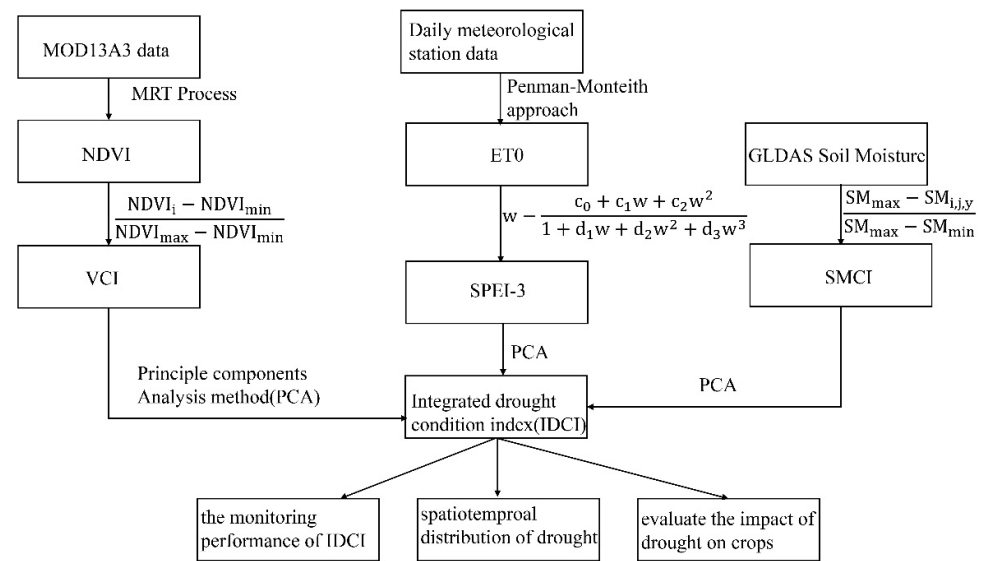 MOD13A3 data
Daily meteorological
station data
MRT Process
Penman-Monteith
approach
NDVI
ET0
GLDAS Soil Moisture
NDVIᵢ − NDVIₘᵢₙ
NDVIₘₐₓ − NDVIₘᵢₙ
w − 
c₀ + c₁w + c₂w²
1 + d₁w + d₂w² + d₃w³
SMₘₐₓ − SMi,j,y
SMₘₐₓ − SMₘᵢₙ
VCI
SPEI-3
SMCI
PCA
Principle components
Analysis method(PCA)
PCA
Integrated drought
condition index(IDCI)
the monitoring
performance of IDCI
spatiotemproal
distribution of drought
evaluate the impact of
drought on crops